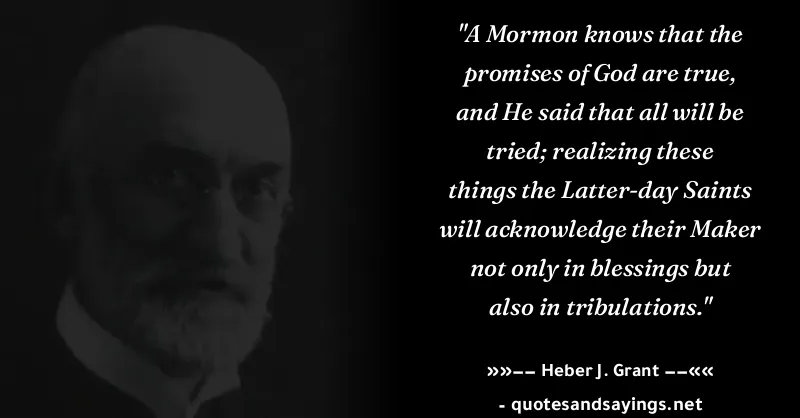 "A Mormon knows that the
promises of God are true,
and He said that all will be
tried; realizing these
things the Latter-day Saints
will acknowledge their Maker
not only in blessings but
also in tribulations."
»»—— Heber J. Grant ——««
- quotesandsayings.net